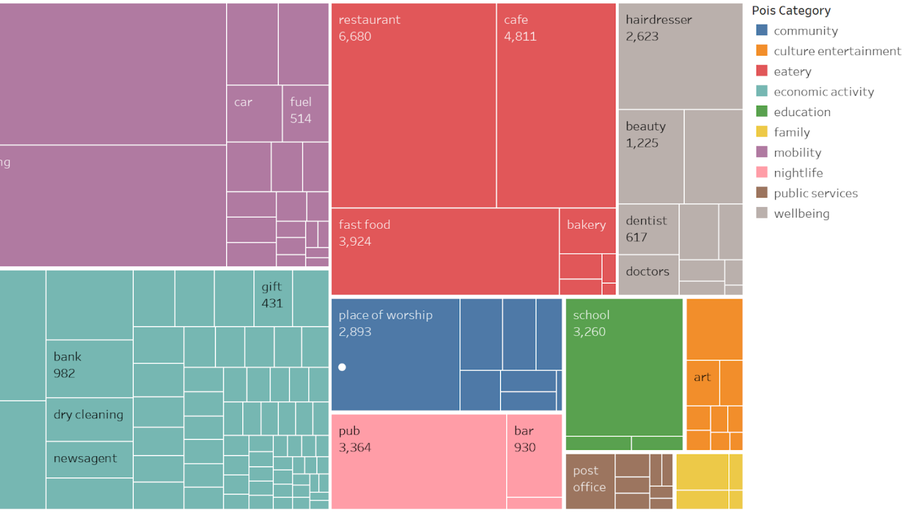 restaurant
6,680
cafe
4,811
hairdresser
2,623
car
fuel
514
beauty
1,225
ng
fast food
3,924
bakery
dentist
617
doctors
gift
431
place of worship
2,893
school
3,260
bank
982
art
dry cleaning
newsagent
pub
3,364
bar
930
post
office
Pois Category
community
culture entertainment
eatery
economic activity
education
family
mobility
nightlife
public services
wellbeing